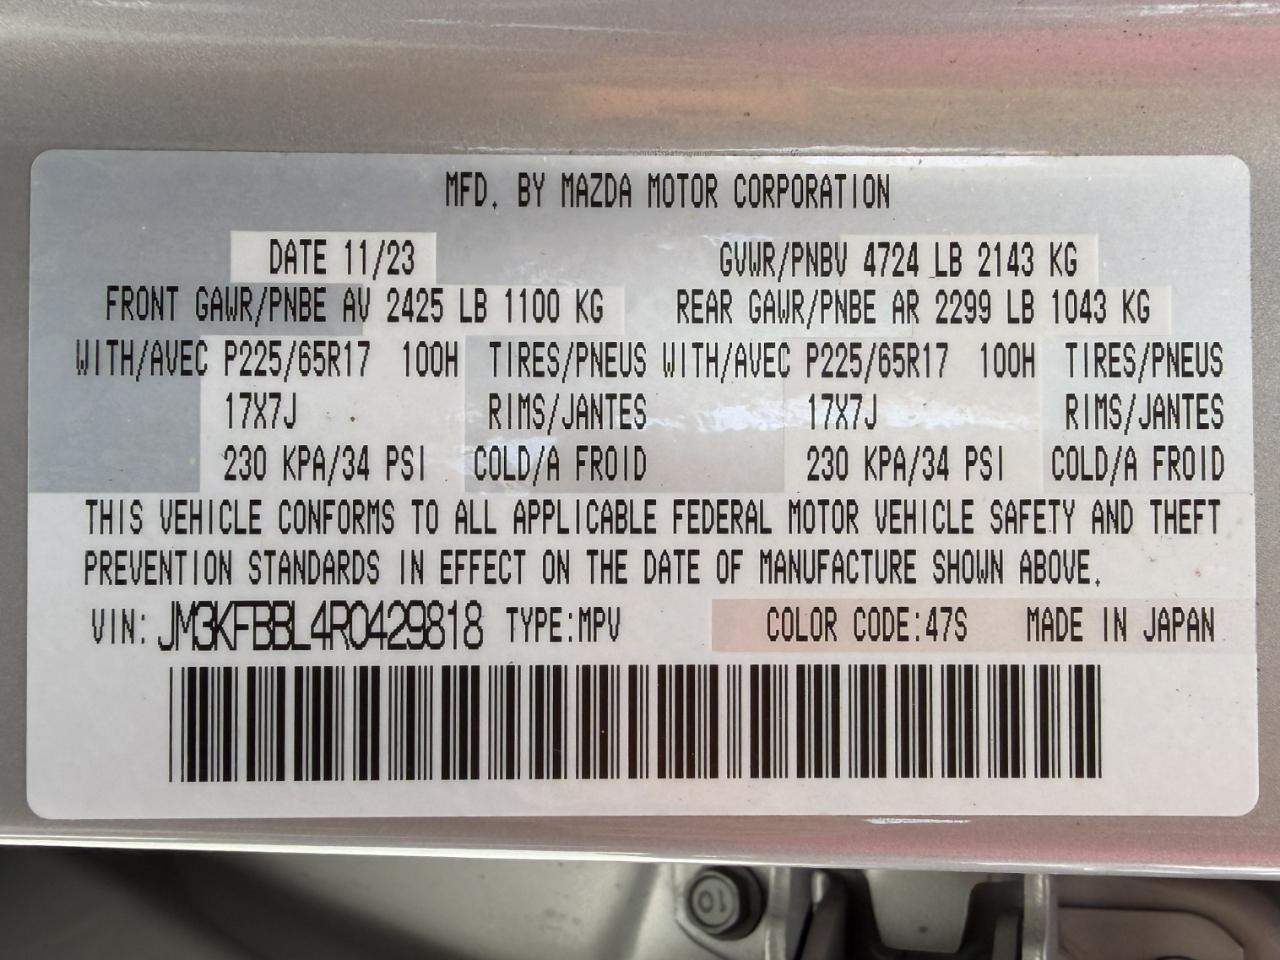 MFD. BY MAZDA MOTOR CORPORATION
DATE 11/23 GVWR/PNBV 4724 LB 2143 KG
FRONT GAWR/PNBE AV 2425 LB 1100 KG REAR GAWR/PNBE AR 2299 LB 1043 KG
WITH/AVEC P225/65R17 100H TIRES/PNEUS WITH/AVEC P225/65R17 100H TIRES/PNEUS
17X7J RIMS/JANTES 17X7J RIMS/JANTES
230 KPA/34 PSI COLD/A FROID 230 KPA/34 PSI COLD/A FROID
THIS VEHICLE CONFORMS TO ALL APPLICABLE FEDERAL MOTOR VEHICLE SAFETY AND THEFT
PREVENTION STANDARDS IN EFFECT ON THE DATE OF MANUFACTURE SHOWN ABOVE.
VIN: JM3KFBBL4R0429818 TYPE:MPV COLOR CODE:47S MADE IN JAPAN
10